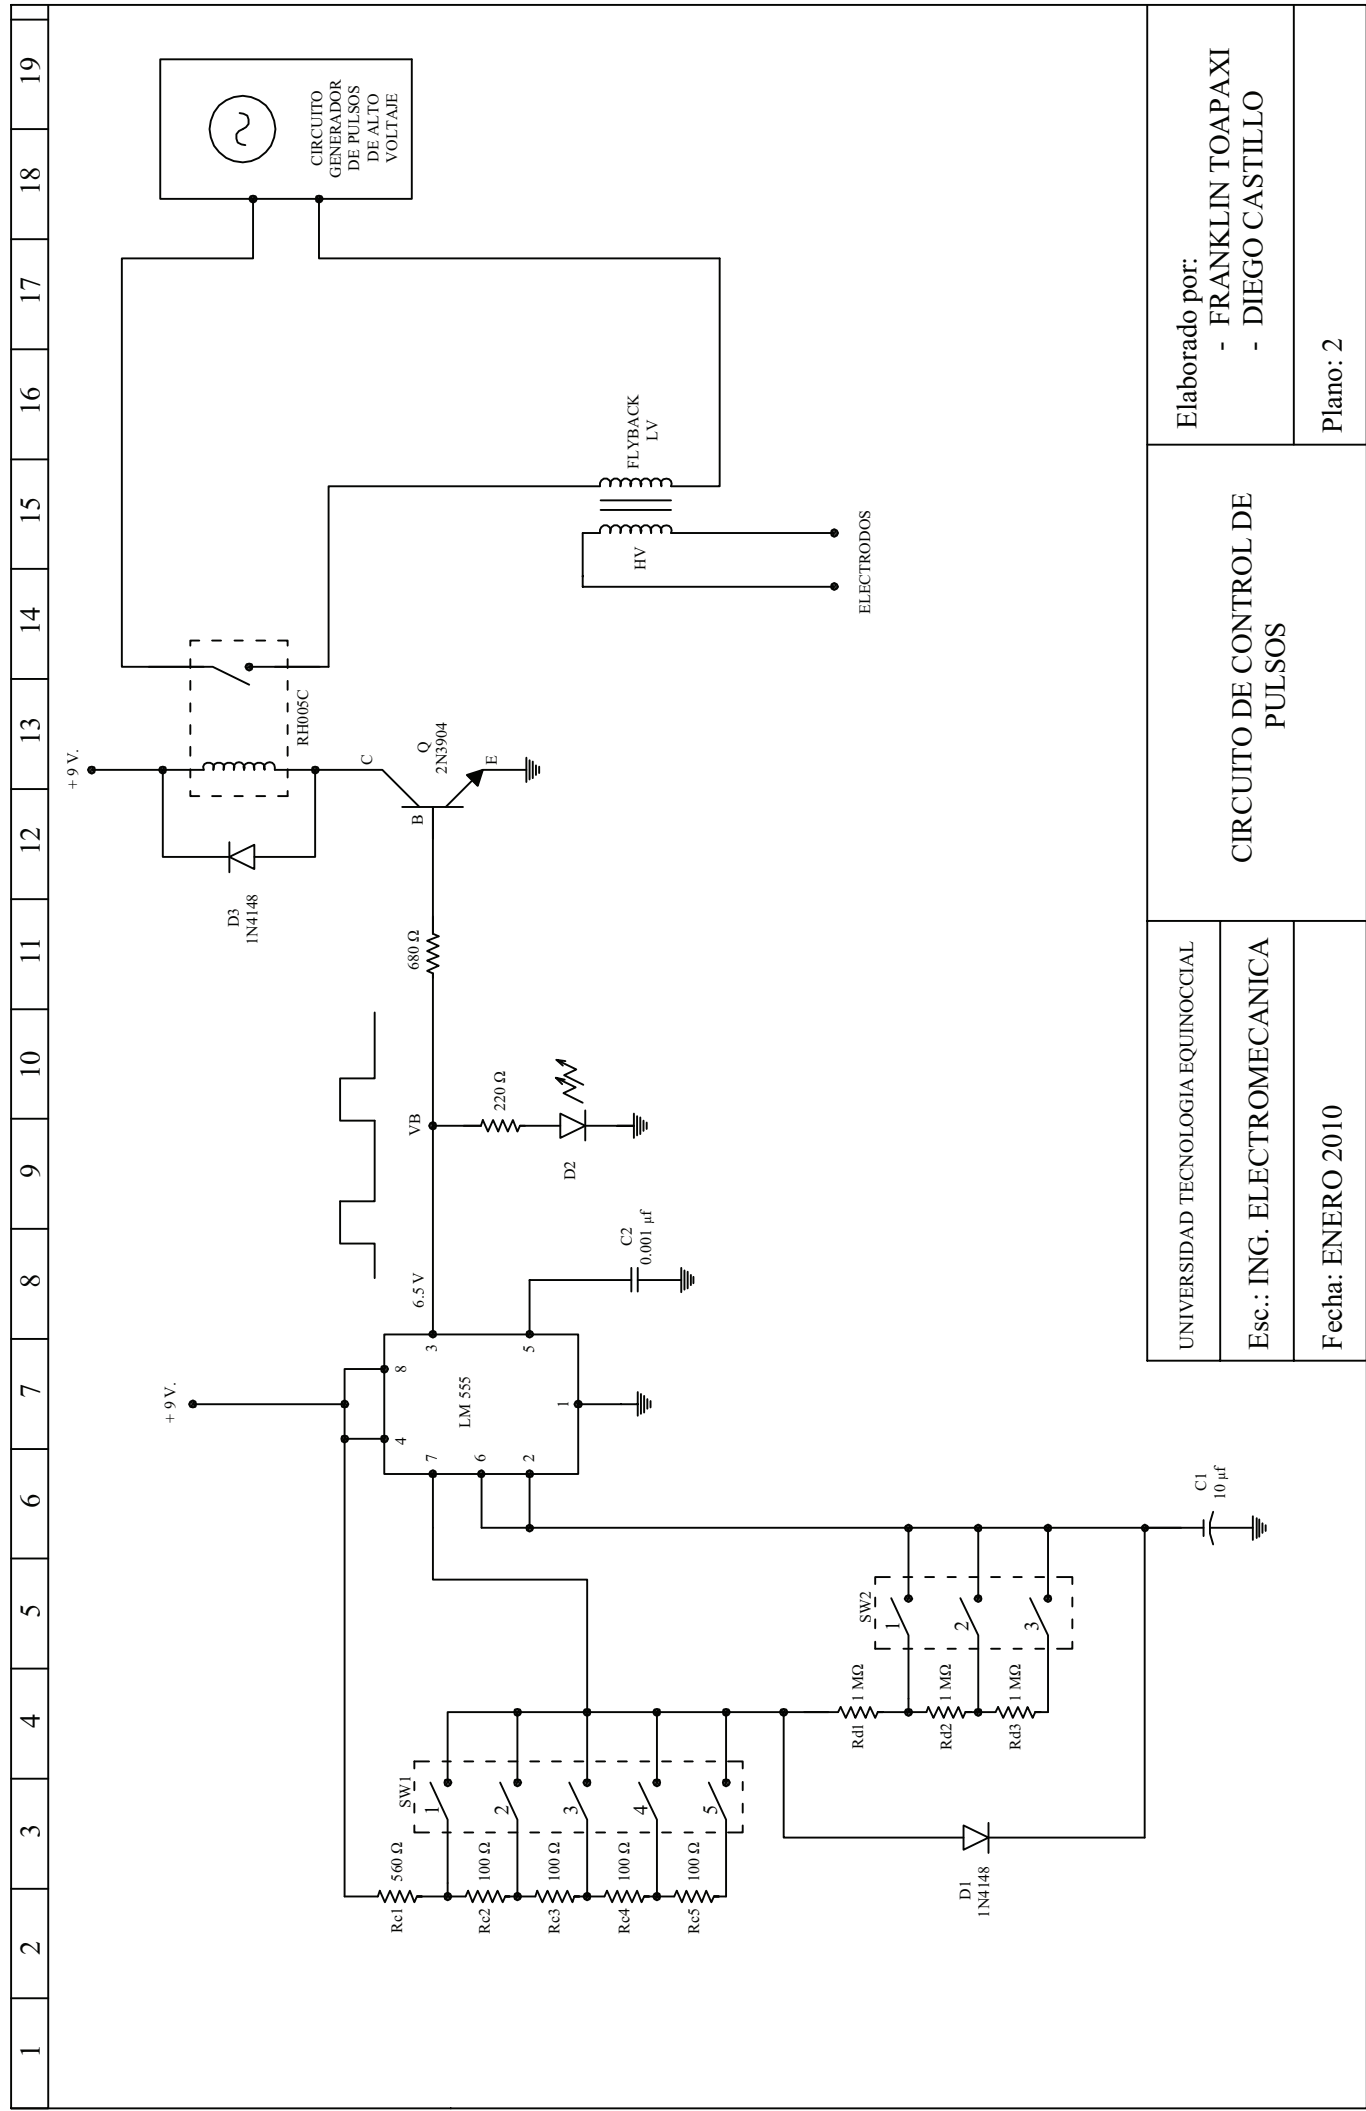 1
2
3
4
5
6
7
8
9
10
11
12
13
14
15
16
17
18
19
+ 9 V.
+ 9 V.
D3
1N4148
RH005C
CIRCUITO
GENERADOR
DE PULSOS
DE ALTO
VOLTAJE
C
Q
2N3904
B
E
680 Ω
VB
6.5 V
220 Ω
D2
C2
0.001 µf
LM 555
4
8
7
6
2
3
5
1
FLYBACK
LV
HV
ELECTRODOS
SW1
1
2
3
4
5
Rc1
560 Ω
Rc2
100 Ω
Rc3
100 Ω
Rc4
100 Ω
Rc5
100 Ω
SW2
1
2
3
Rd1
1 MΩ
Rd2
1 MΩ
Rd3
1 MΩ
D1
1N4148
C1
10 µf
UNIVERSIDAD TECNOLOGIA EQUINOCCIAL
Esc.: ING. ELECTROMECANICA
Fecha: ENERO 2010
CIRCUITO DE CONTROL DE
PULSOS
Elaborado por:
- FRANKLIN TOAPAXI
- DIEGO CASTILLO
Plano: 2